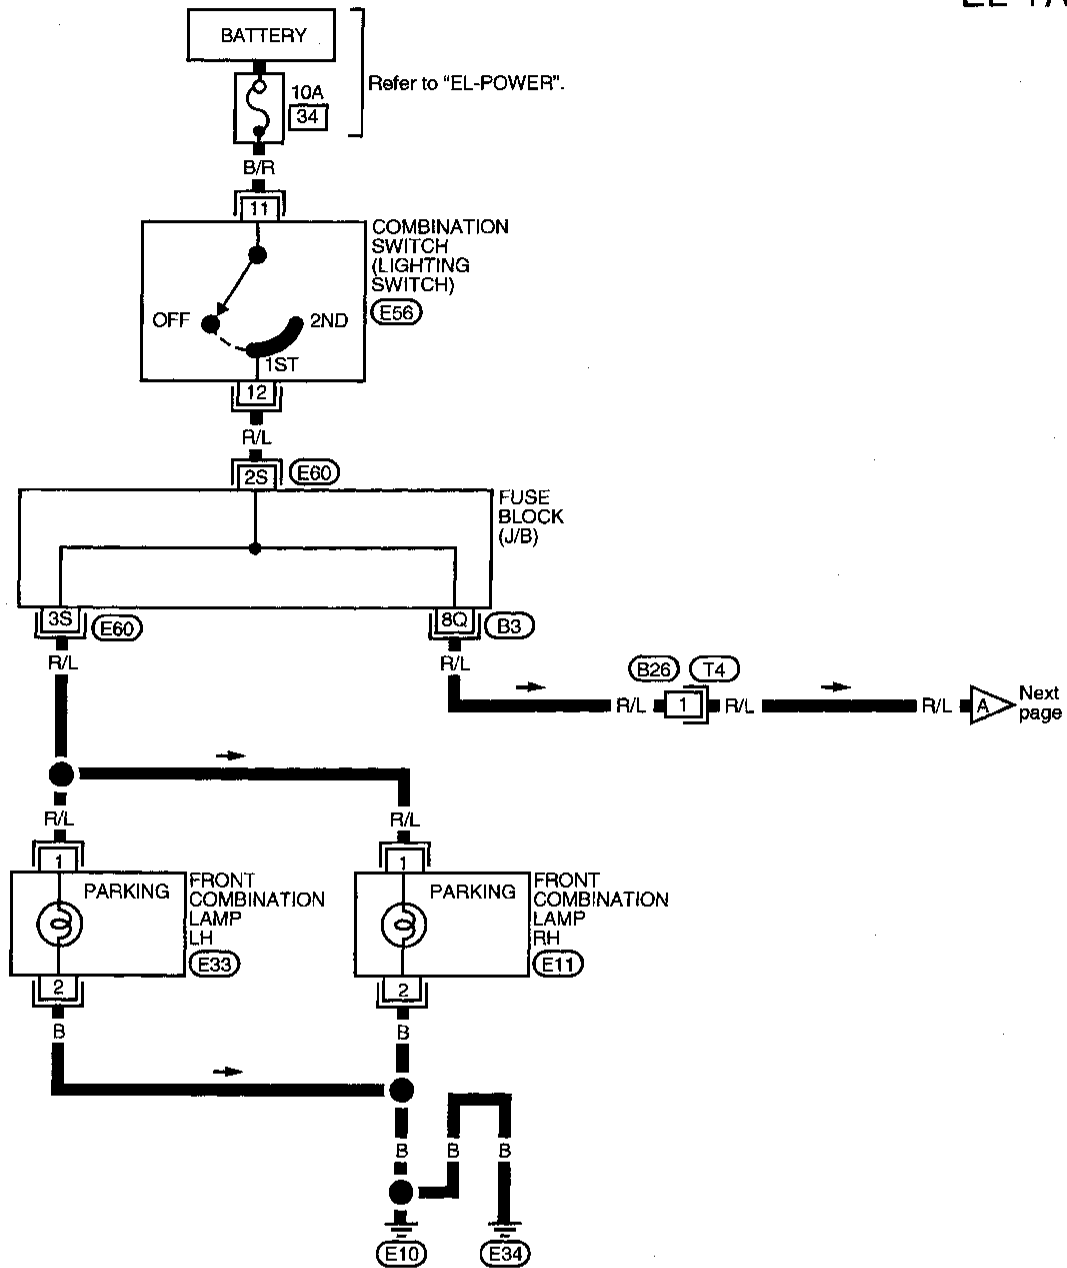 BATTERY
Refer to “EL-POWER”.
10A
34
B/R
11
COMBINATION
SWITCH
(LIGHTING
SWITCH)
E56
OFF
2ND
1ST
12
R/L
2S
E60
FUSE
BLOCK
(J/B)
3S
E60
8Q
B3
R/L
R/L
B26
T4
R/L
1
R/L
R/L
A
Next
page
R/L
R/L
1
1
PARKING
FRONT
COMBINATION
LAMP
LH
E33
PARKING
FRONT
COMBINATION
LAMP
RH
E11
2
2
B
B
B
B
B
E10
E34